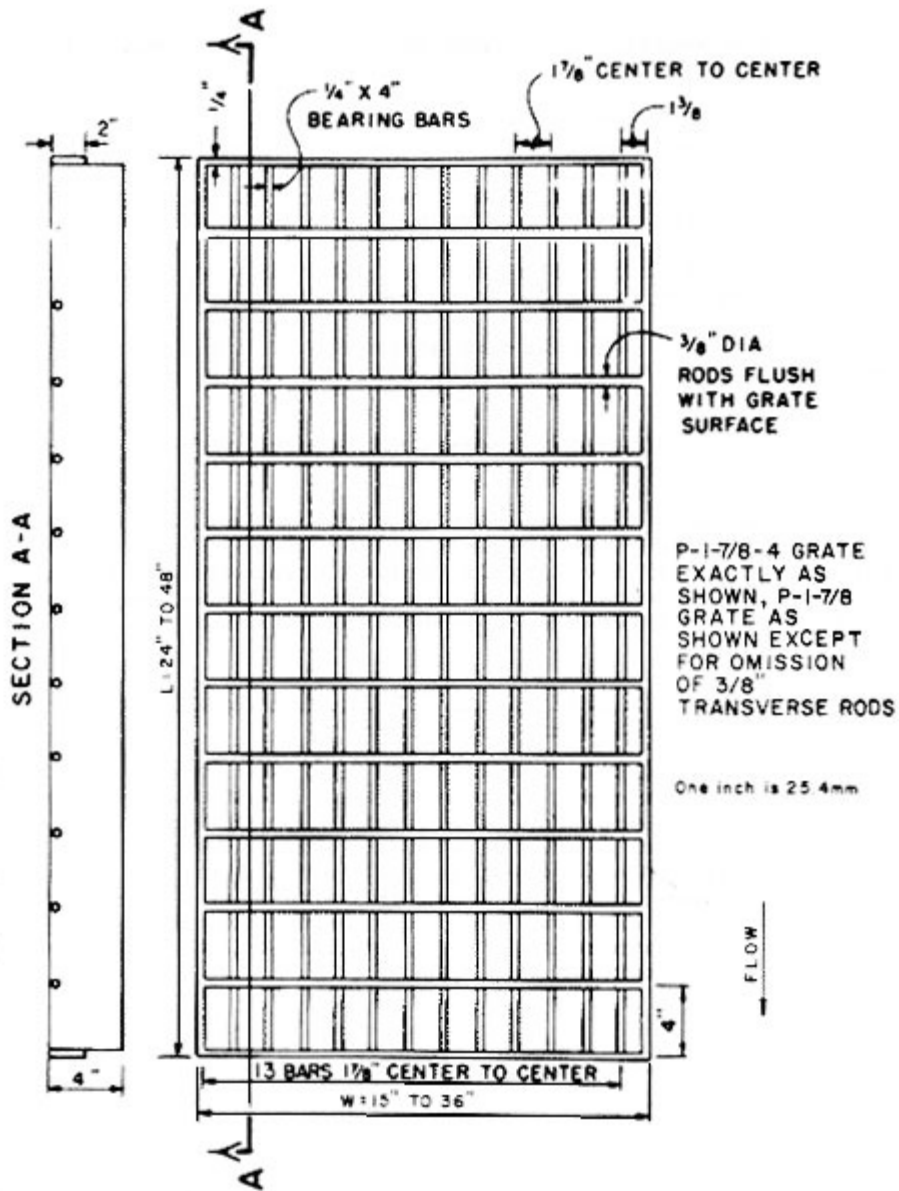 A
1/4"
1/4" X 4"
BEARING BARS
1 7/8" CENTER TO CENTER
1 3/8
2"
3/8" DIA
RODS FLUSH
WITH GRATE
SURFACE
SECTION A-A
L=24" TO 48"
P-1-7/8-4 GRATE
EXACTLY AS
SHOWN, P-1-7/8
GRATE AS
SHOWN EXCEPT
FOR OMISSION
OF 3/8"
TRANSVERSE RODS
One inch is 25.4mm
FLOW
4"
4"
13 BARS 1 7/8" CENTER TO CENTER
W=15" TO 36"
A